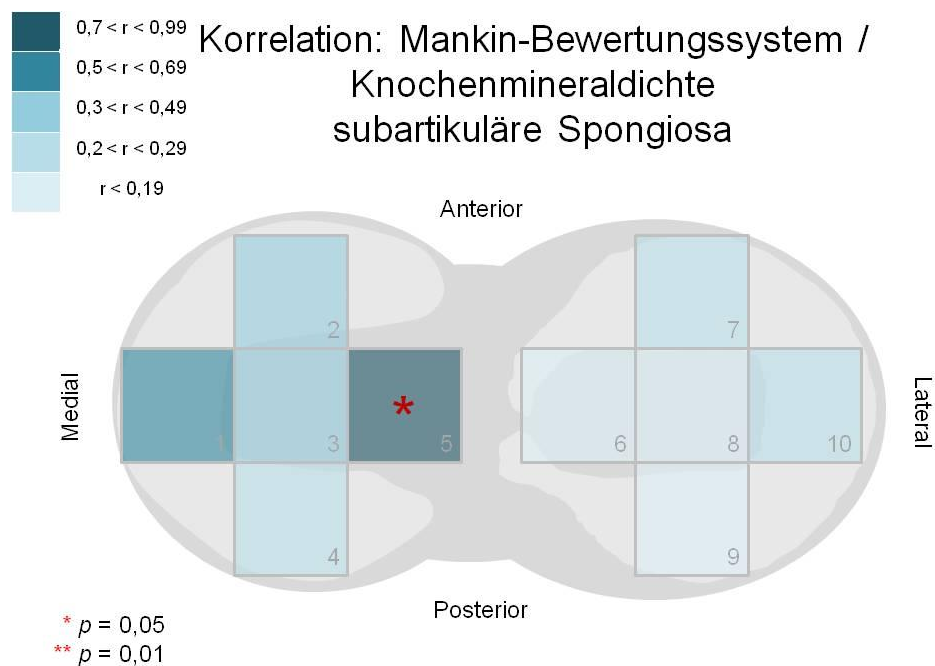 0,7 < r < 0,99
0,5 < r < 0,69
0,3 < r < 0,49
0,2 < r < 0,29
r < 0,19
Korrelation: Mankin-Bewertungssystem /
Knochenmineraldichte
subartikuläre Spongiosa
Anterior
2
7
Medial
*
1
3
5
6
8
10
Lateral
4
9
Posterior
* p = 0,05
** p = 0,01